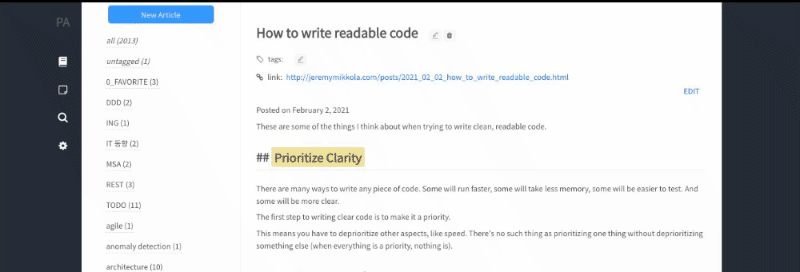 PA
New Article
all (2013)
untagged (1)
0_FAVORITE (3)
DDD (2)
ING (1)
IT 동향 (2)
MSA (2)
REST (3)
TODO (11)
agile (1)
anomaly detection (1)
architecture (10)
How to write readable code
tags:
link: http://jeremymikkola.com/posts/2021_02_02_how_to_write_readable_code.html
EDIT
Posted on February 2, 2021
These are some of the things I think about when trying to write clean, readable code.
## Prioritize Clarity
There are many ways to write any piece of code. Some will run faster, some will take less memory, some will be easier to test. And
some will be more clear.
The first step to writing clear code is to make it a priority.
This means you have to deprioritize other aspects, like speed. There's no such thing as prioritizing one thing without deprioritizing
something else (when everything is a priority, nothing is).